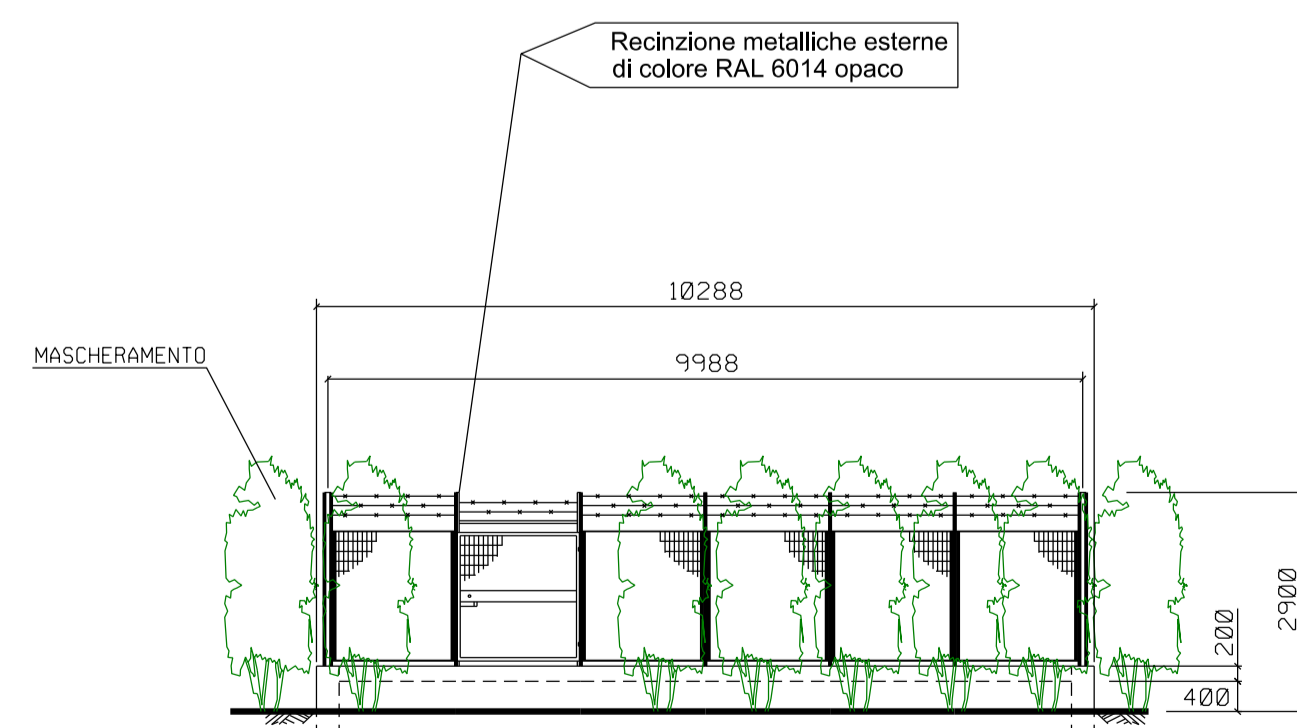 Recinzione metalliche esterne
di colore RAL 6014 opaco
10288
MASCHERAMENTO
9988
2900
200
400